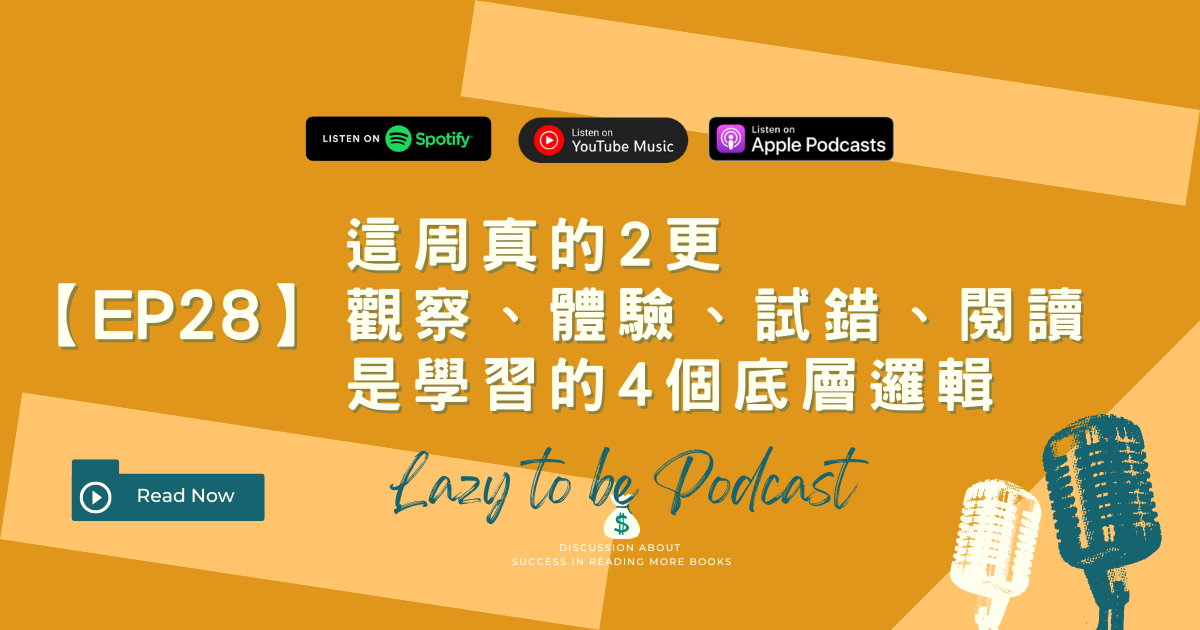 LISTEN ON Spotify
Listen on
YouTube Music
Listen on
Apple Podcasts
這周真的2更
【EP28】
觀察、體驗、試錯、閱讀
是學習的4個底層邏輯
Lazy to be Podcast
Read Now
$
DISCUSSION ABOUT
SUCCESS IN READING MORE BOOKS